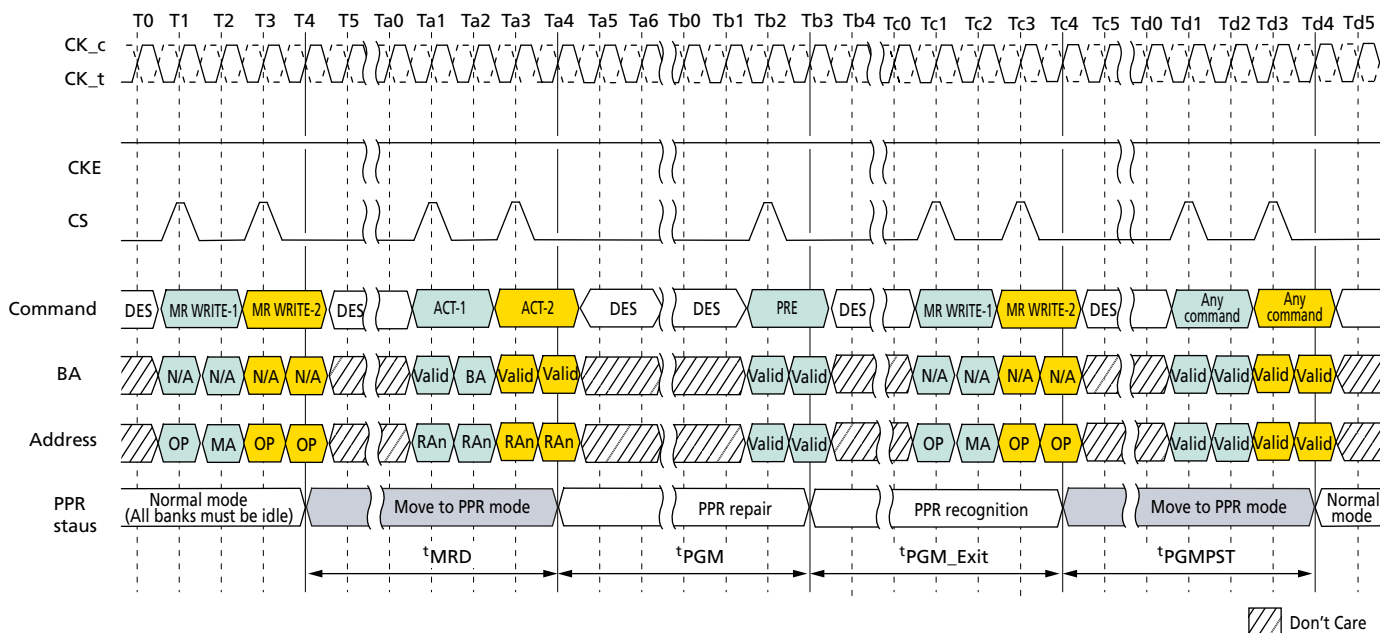 T0 T1 T2 T3 T4 T5 Ta0 Ta1 Ta2 Ta3 Ta4 Ta5 Ta6 Tb0 Tb1 Tb2 Tb3 Tb4 Tc0 Tc1 Tc2 Tc3 Tc4 Tc5 Td0 Td1 Td2 Td3 Td4 Td5
CK_c
CK_t
CKE
CS
Command DES MR WRITE-1 MR WRITE-2 DES ACT-1 ACT-2 DES DES PRE DES MR WRITE-1 MR WRITE-2 DES Any command Any command
BA N/A N/A N/A N/A Valid BA Valid Valid Valid Valid N/A N/A N/A N/A Valid Valid Valid Valid
Address OP MA OP OP RAn RAn RAn RAn Valid Valid OP MA OP OP Valid Valid Valid Valid
PPR staus Normal mode (All banks must be idle) Move to PPR mode PPR repair PPR recognition Move to PPR mode Normal mode
tMRD tPGM tPGM_Exit tPGMPST
Don't Care